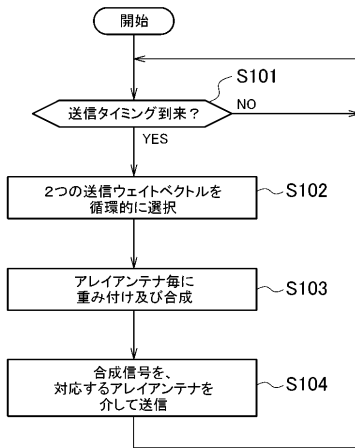 開始
S101
送信タイミング到来？
NO
YES
２つの送信ウェイトベクトルを
循環的に選択
S102
アレイアンテナ毎に
重み付け及び合成
S103
合成信号を、
対応するアレイアンテナを
介して送信
S104